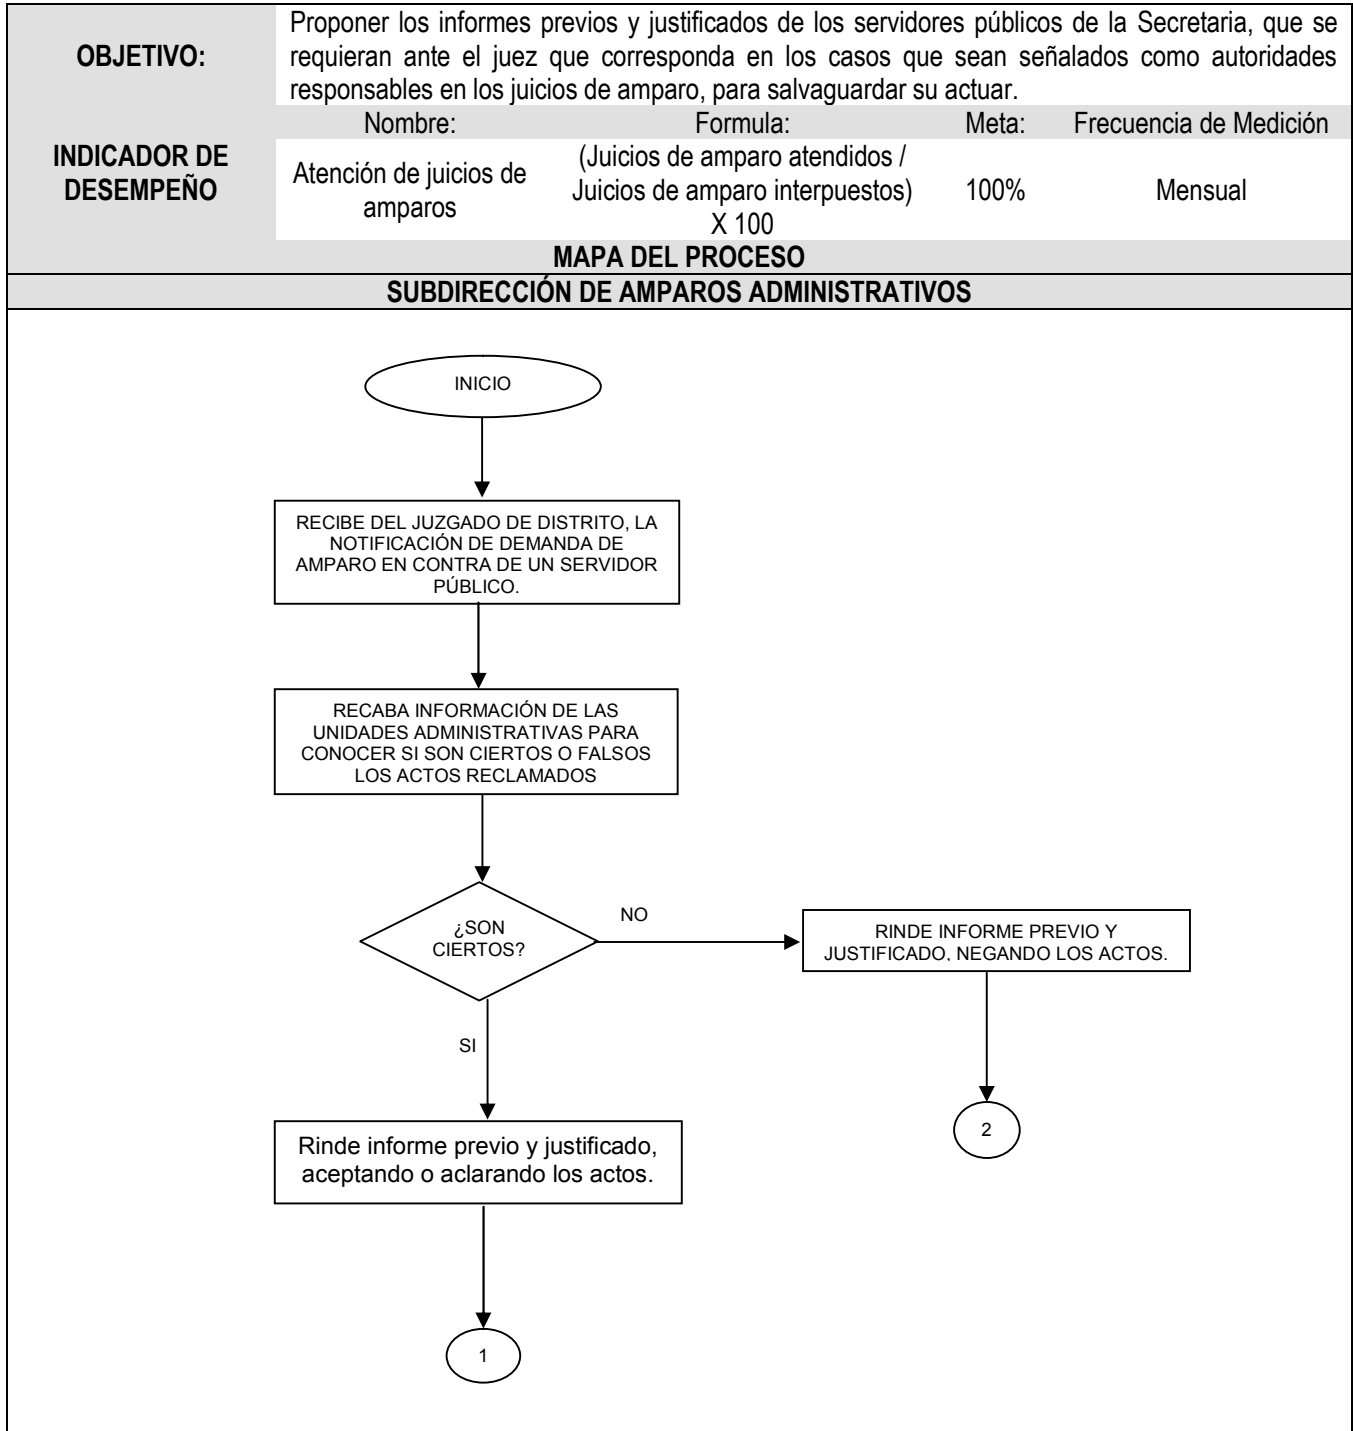 OBJETIVO:
Proponer los informes previos y justificados de los servidores públicos de la Secretaria, que se
requieran ante el juez que corresponda en los casos que sean señalados como autoridades
responsables en los juicios de amparo, para salvaguardar su actuar.
INDICADOR DE
DESEMPEÑO
Nombre:
Formula:
Meta:
Frecuencia de Medición
Atención de juicios de
amparos
(Juicios de amparo atendidos /
Juicios de amparo interpuestos)
X 100
100%
Mensual
MAPA DEL PROCESO
SUBDIRECCIÓN DE AMPAROS ADMINISTRATIVOS
INICIO
RECIBE DEL JUZGADO DE DISTRITO, LA
NOTIFICACIÓN DE DEMANDA DE
AMPARO EN CONTRA DE UN SERVIDOR
PÚBLICO.
RECABA INFORMACIÓN DE LAS
UNIDADES ADMINISTRATIVAS PARA
CONOCER SI SON CIERTOS O FALSOS
LOS ACTOS RECLAMADOS
¿SON
CIERTOS?
NO
RINDE INFORME PREVIO Y
JUSTIFICADO, NEGANDO LOS ACTOS.
SI
2
Rinde informe previo y justificado,
aceptando o aclarando los actos.
1